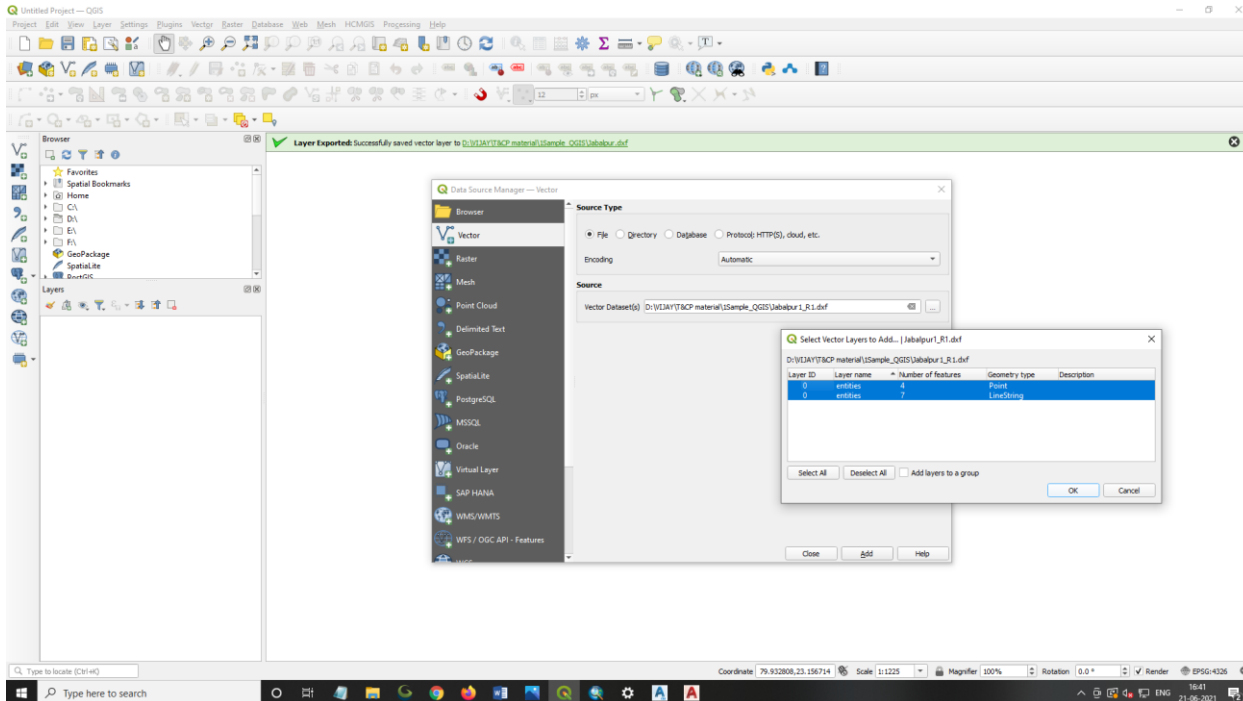 Untitled Project — QGIS
Project Edit View Layer Settings Plugins Vector Raster Database Web Mesh HCMGIS Processing Help
12 px
Browser
Favorites
Spatial Bookmarks
Home
C:\
D:\
E:\
F:\
GeoPackage
SpatiaLite
PostGIS
Layers
Layer Exported: Successfully saved vector layer to D:\VIJAY\T&CP material\1Sample_QGIS\Jabalpur.dxf
Data Source Manager — Vector
Browser
Vector
Raster
Mesh
Point Cloud
Delimited Text
GeoPackage
SpatiaLite
PostgreSQL
MSSQL
Oracle
Virtual Layer
SAP HANA
WMS/WMTS
WFS / OGC API - Features
WCS
Source Type
File Directory Database Protocol: HTTP(S), cloud, etc.
Encoding Automatic
Source
Vector Dataset(s) D:\VIJAY\T&CP material\1Sample_QGIS\Jabalpur1_R1.dxf ...
Close Add Help
Select Vector Layers to Add... | Jabalpur1_R1.dxf
D:\VIJAY\T&CP material\1Sample_QGIS\Jabalpur1_R1.dxf
Layer ID Layer name Number of features Geometry type Description
0 entities 4 Point
0 entities 7 LineString
Select All Deselect All Add layers to a group
OK Cancel
Type to locate (Ctrl+K) Coordinate 79.932808,23.156714 Scale 1:1225 Magnifier 100% Rotation 0.0 ° Render EPSG:4326
Type here to search ENG 16:41
21-06-2021